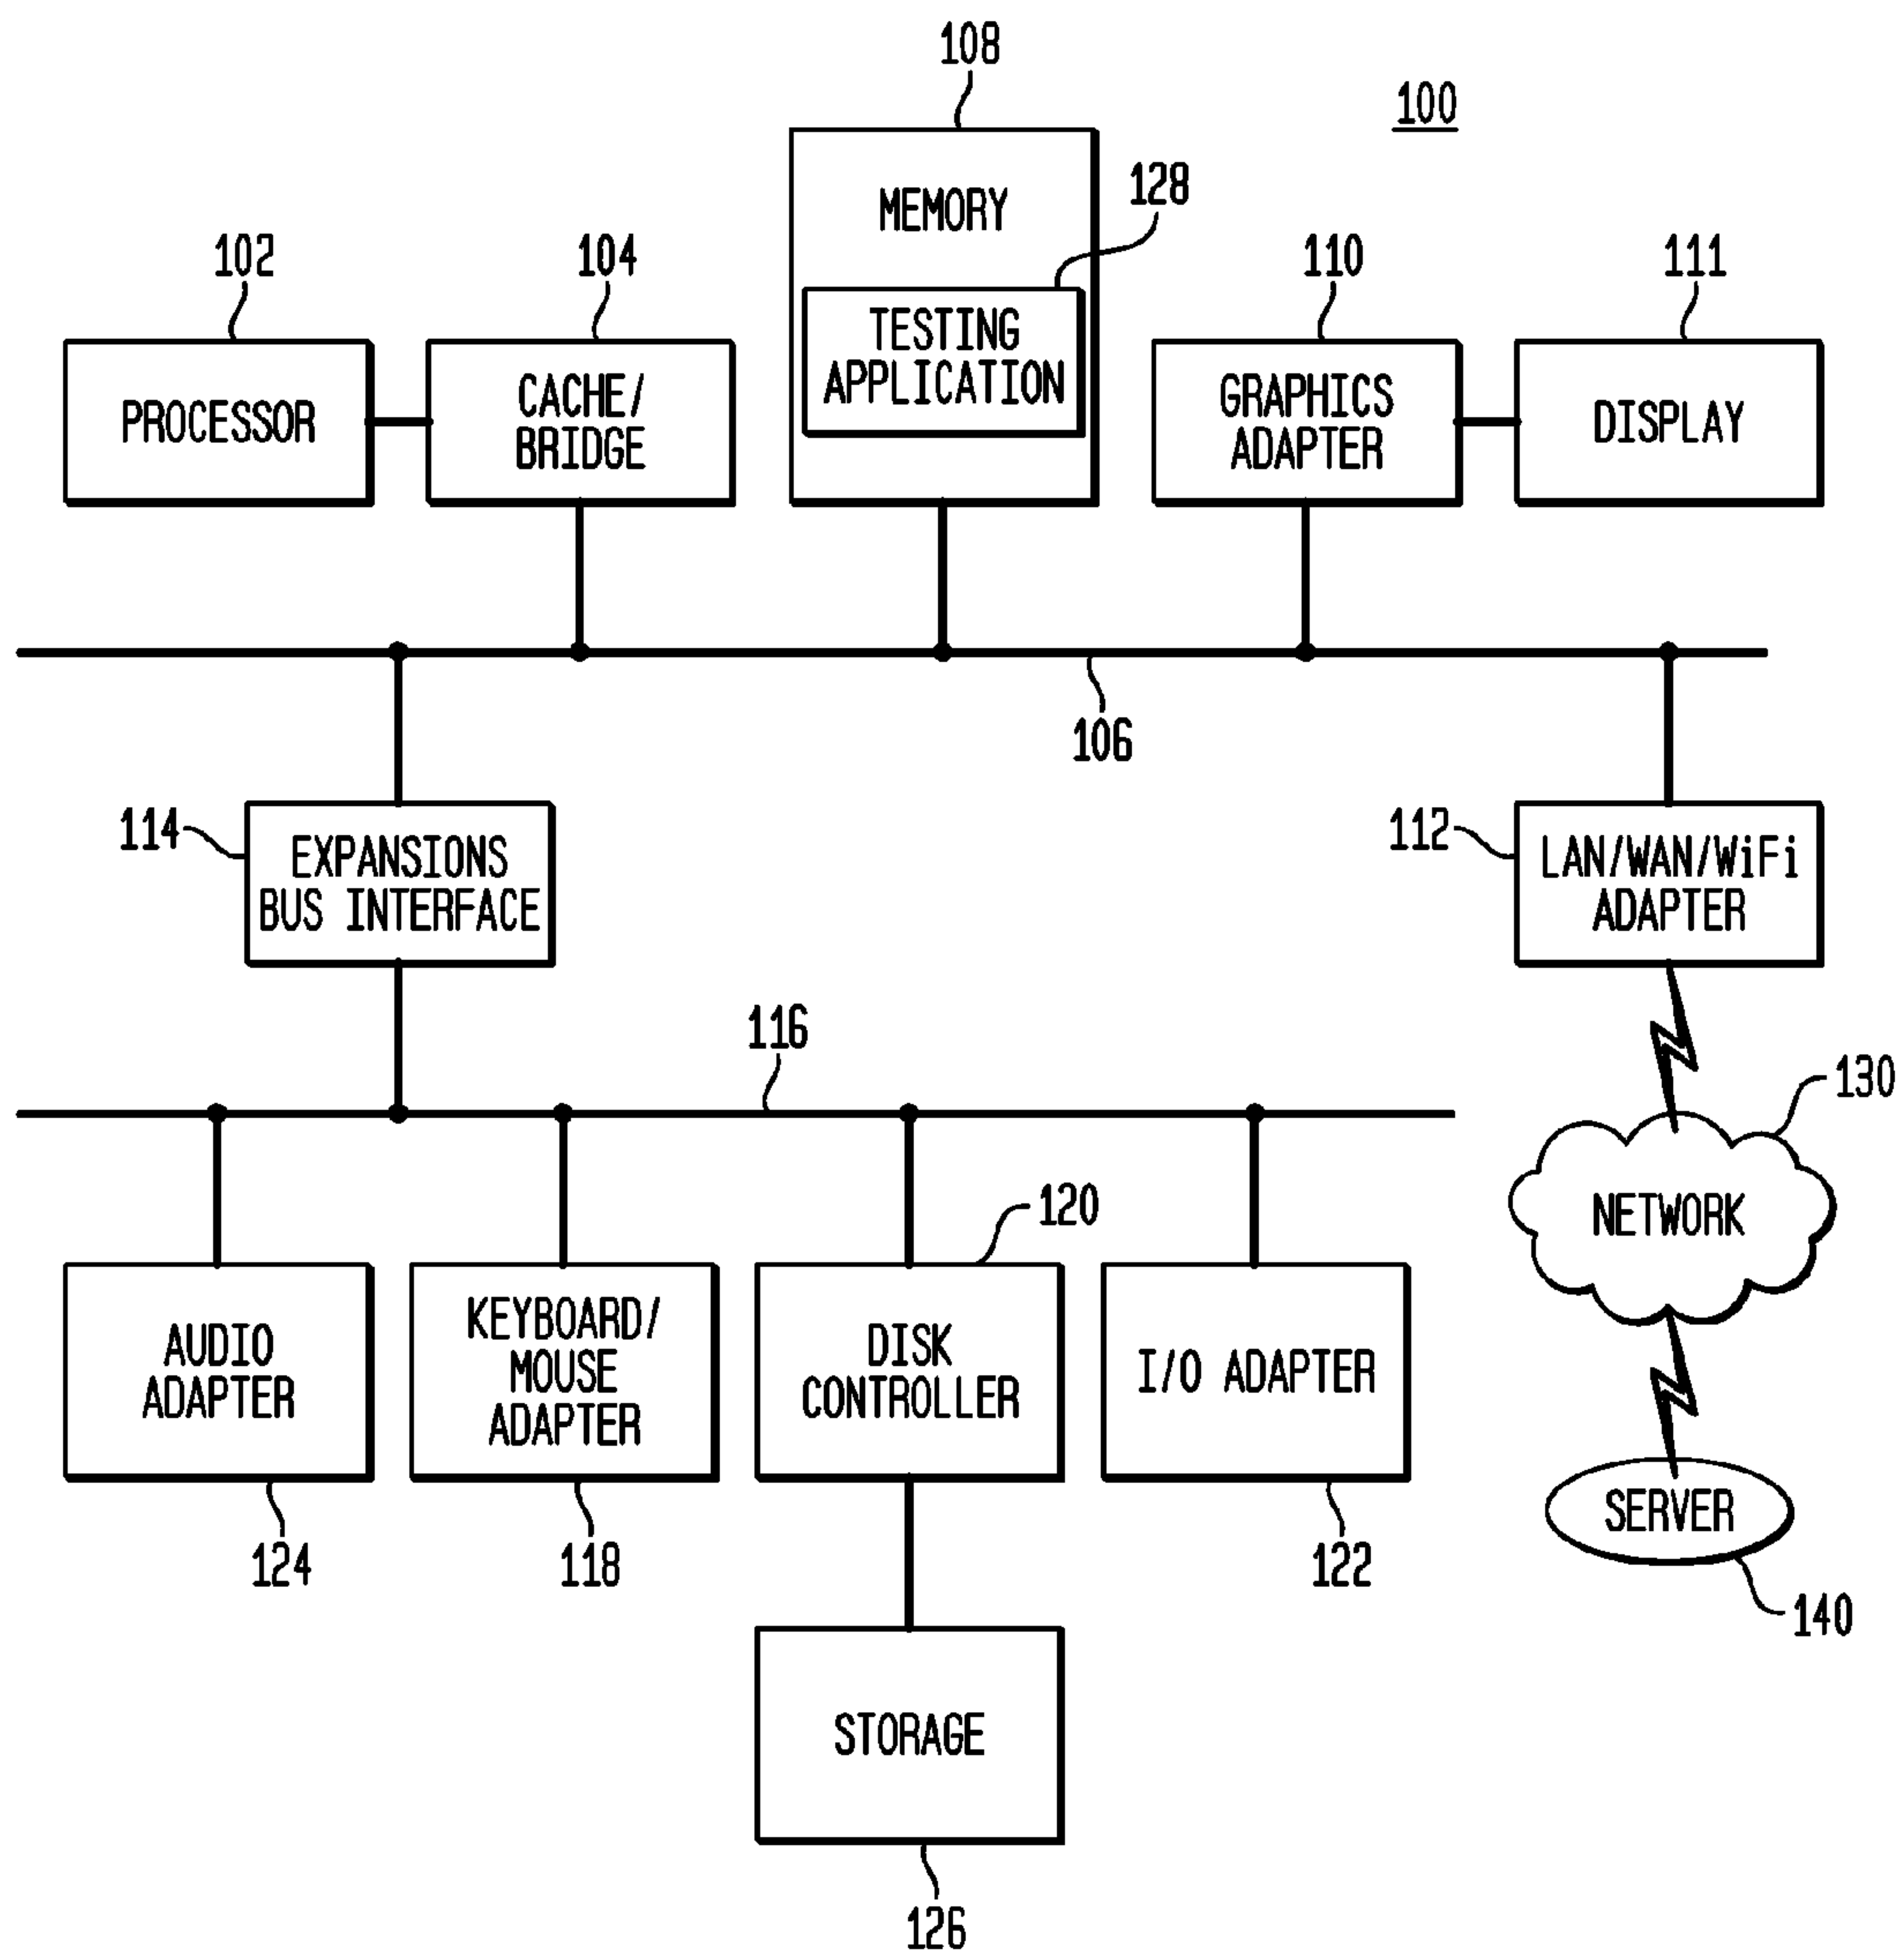 108
100
128
MEMORY
102
104
110
111
TESTING
APPLICATION
PROCESSOR
CACHE/
BRIDGE
GRAPHICS
ADAPTER
DISPLAY
106
114
EXPANSIONS
BUS INTERFACE
112
LAN/WAN/WiFi
ADAPTER
116
130
NETWORK
120
AUDIO
ADAPTER
KEYBOARD/
MOUSE
ADAPTER
DISK
CONTROLLER
I/O ADAPTER
SERVER
124
118
122
140
STORAGE
126